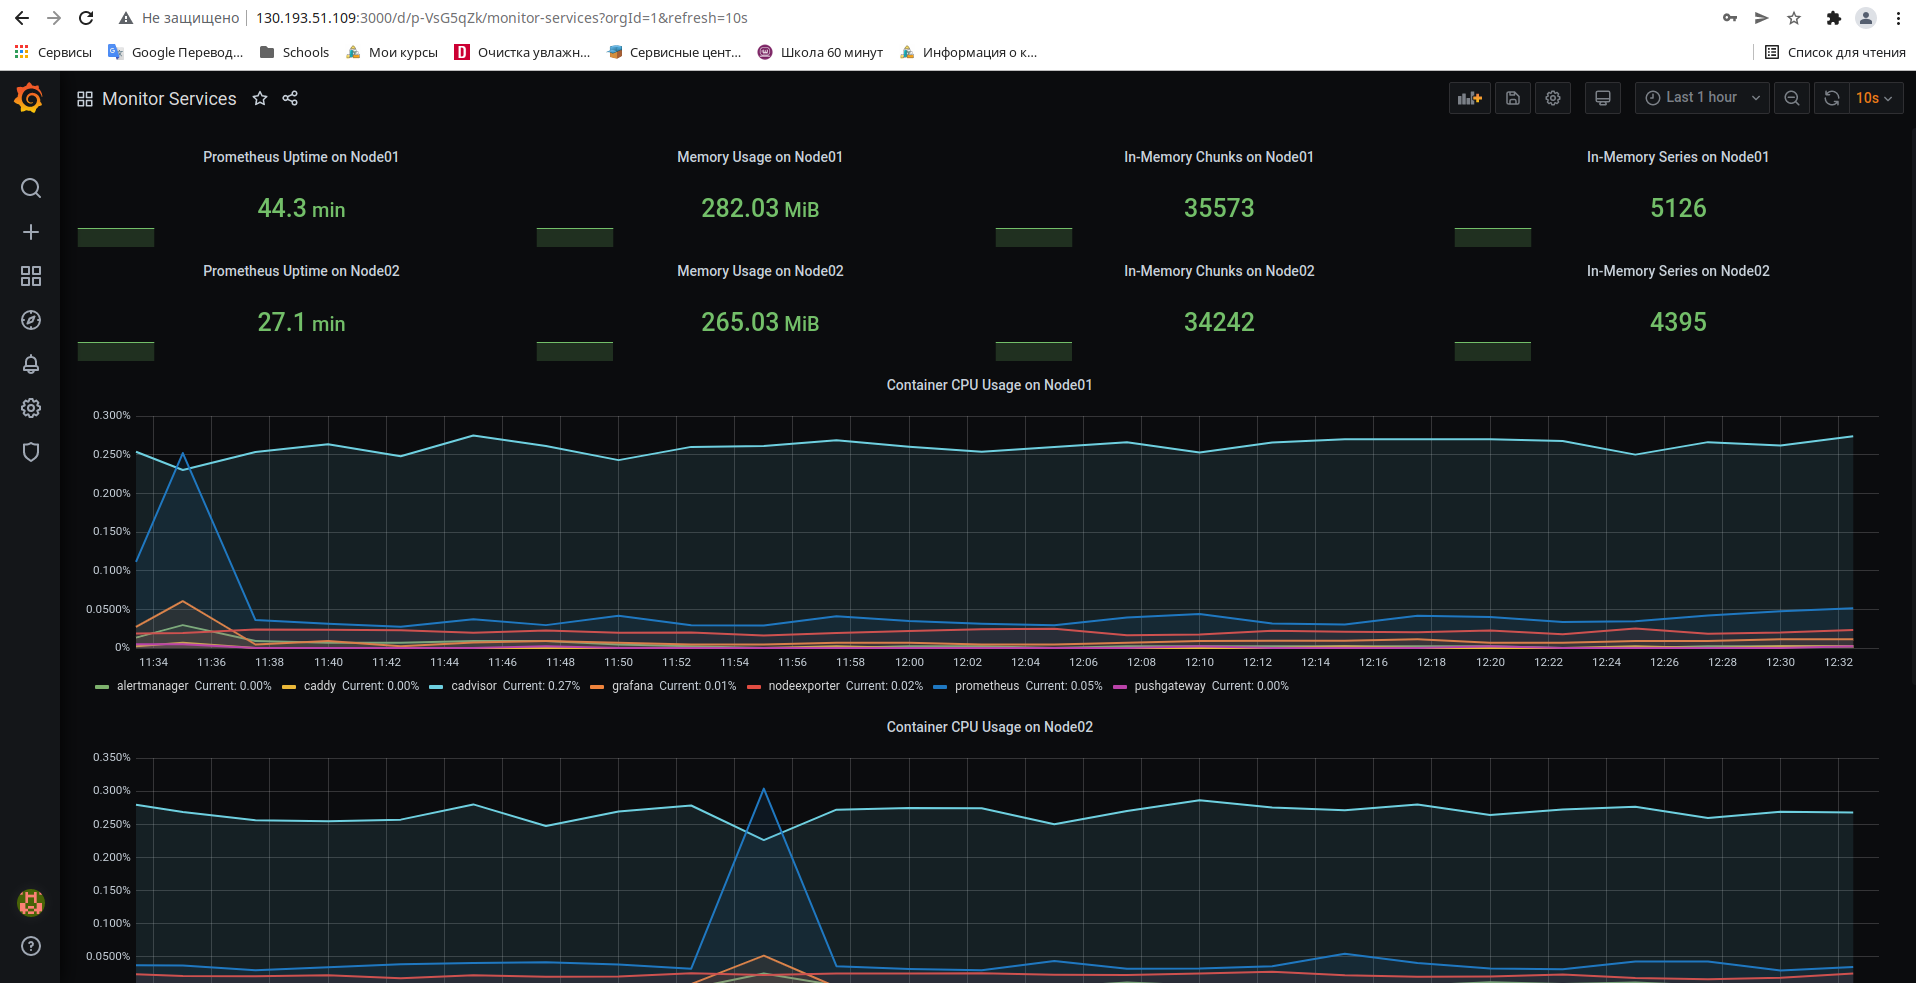 Не защищено 130.193.51.109:3000/d/p-VsG5qZk/monitor-services?orgId=1&refresh=10s
Сервисы Google Перевод... Schools Мои курсы D Очистка увлажн... Сервисные цент... Школа 60 минут Информация о к... Список для чтения
Monitor Services Last 1 hour 10s
Prometheus Uptime on Node01 Memory Usage on Node01 In-Memory Chunks on Node01 In-Memory Series on Node01
44.3 min 282.03 MiB 35573 5126
Prometheus Uptime on Node02 Memory Usage on Node02 In-Memory Chunks on Node02 In-Memory Series on Node02
27.1 min 265.03 MiB 34242 4395
Container CPU Usage on Node01
0.300%
0.250%
0.200%
0.150%
0.100%
0.0500%
0%
11:34 11:36 11:38 11:40 11:42 11:44 11:46 11:48 11:50 11:52 11:54 11:56 11:58 12:00 12:02 12:04 12:06 12:08 12:10 12:12 12:14 12:16 12:18 12:20 12:22 12:24 12:26 12:28 12:30 12:32
alertmanager Current: 0.00% caddy Current: 0.00% cadvisor Current: 0.27% grafana Current: 0.01% nodeexporter Current: 0.02% prometheus Current: 0.05% pushgateway Current: 0.00%
Container CPU Usage on Node02
0.350%
0.300%
0.250%
0.200%
0.150%
0.100%
0.0500%